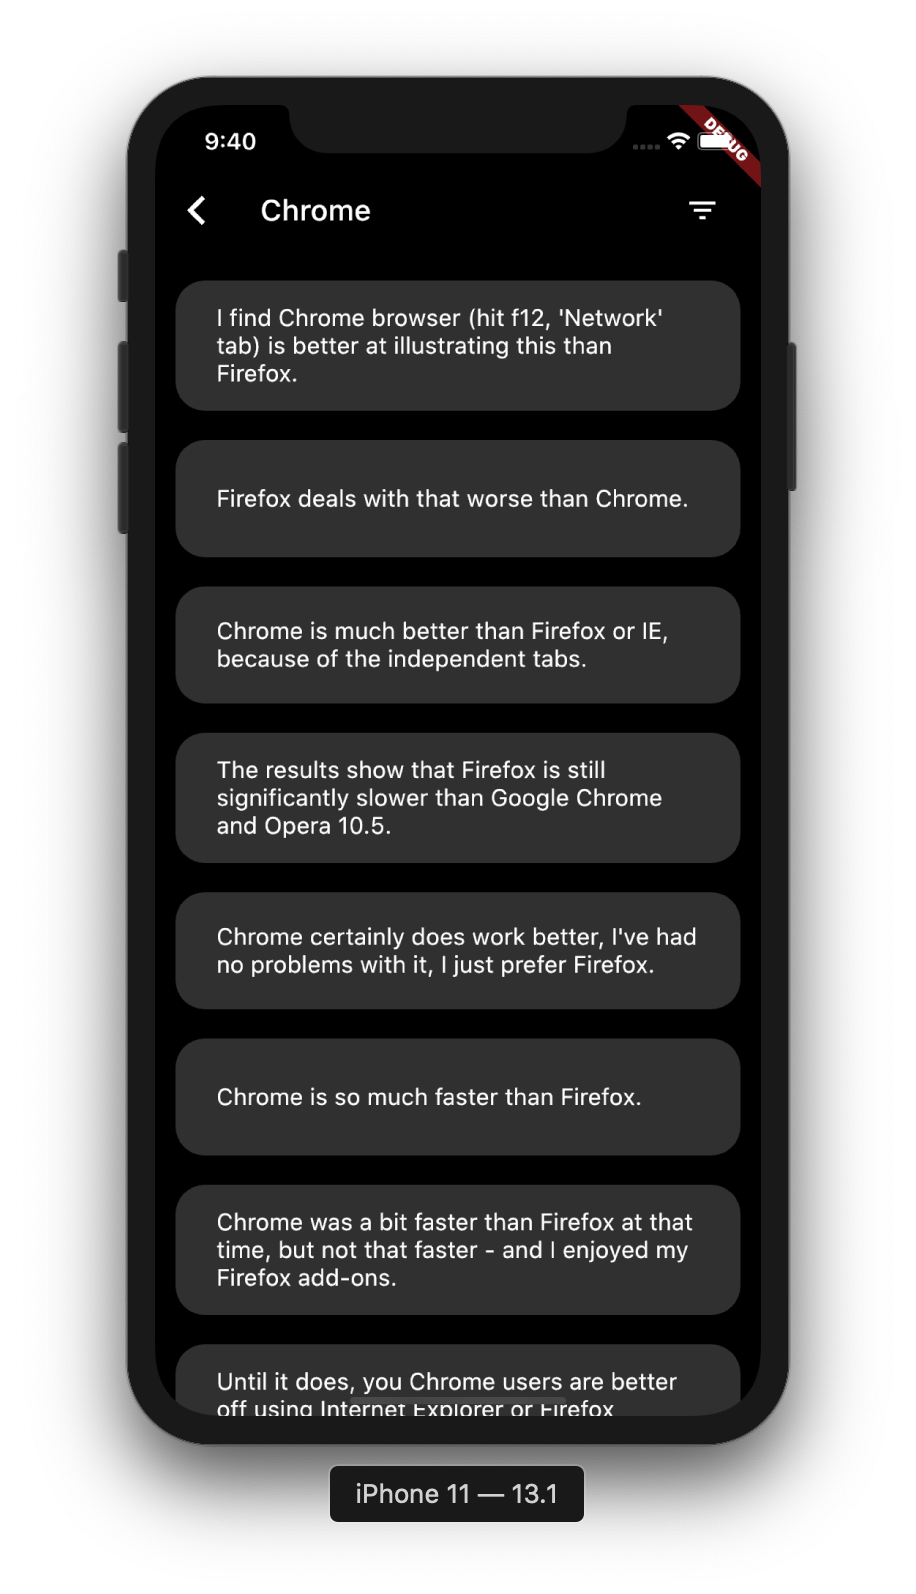 9:40
DEBUG
Chrome
I find Chrome browser (hit f12, 'Network'
tab) is better at illustrating this than
Firefox.
Firefox deals with that worse than Chrome.
Chrome is much better than Firefox or IE,
because of the independent tabs.
The results show that Firefox is still
significantly slower than Google Chrome
and Opera 10.5.
Chrome certainly does work better, I've had
no problems with it, I just prefer Firefox.
Chrome is so much faster than Firefox.
Chrome was a bit faster than Firefox at that
time, but not that faster - and I enjoyed my
Firefox add-ons.
Until it does, you Chrome users are better
off using Internet Explorer or Firefox
iPhone 11 — 13.1